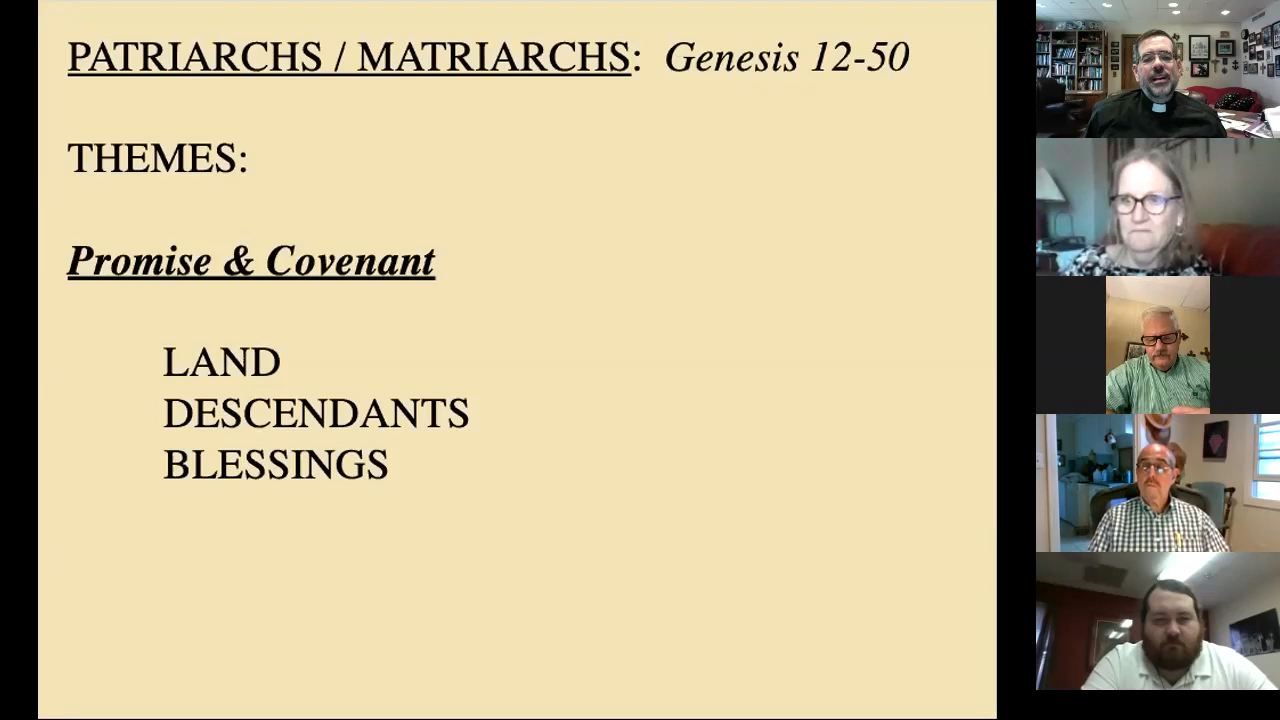 PATRIARCHS / MATRIARCHS: Genesis 12-50
THEMES:
Promise & Covenant
LAND
DESCENDANTS
BLESSINGS